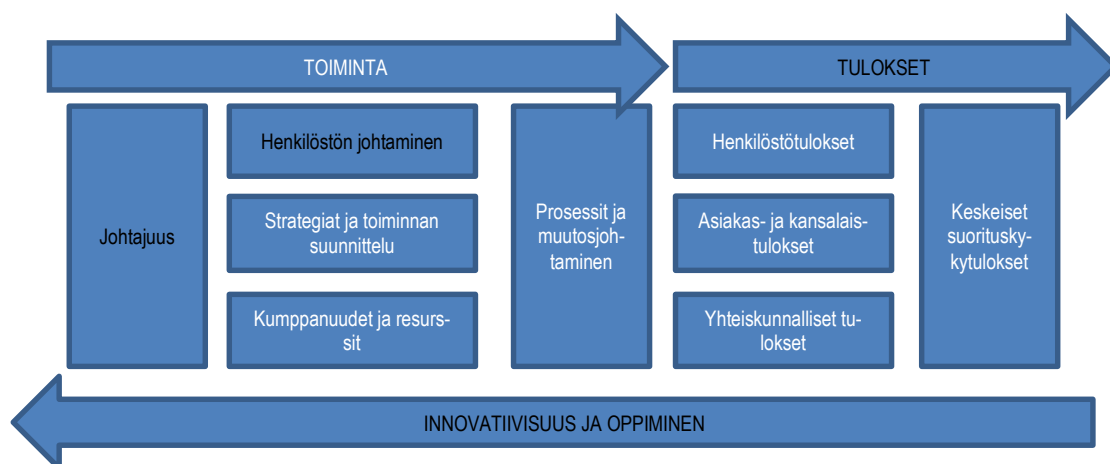 TOIMINTA
TULOKSET
Johtajuus
Henkilöstön johtaminen
Strategiat ja toiminnan
suunnittelu
Kumppanuudet ja resurs-
sit
Prosessit ja
muutosjoh-
taminen
Henkilöstötulokset
Asiakas- ja kansalais-
tulokset
Yhteiskunnalliset tu-
lokset
Keskeiset
suoritusky-
kytulokset
INNOVATIIVISUUS JA OPPIMINEN